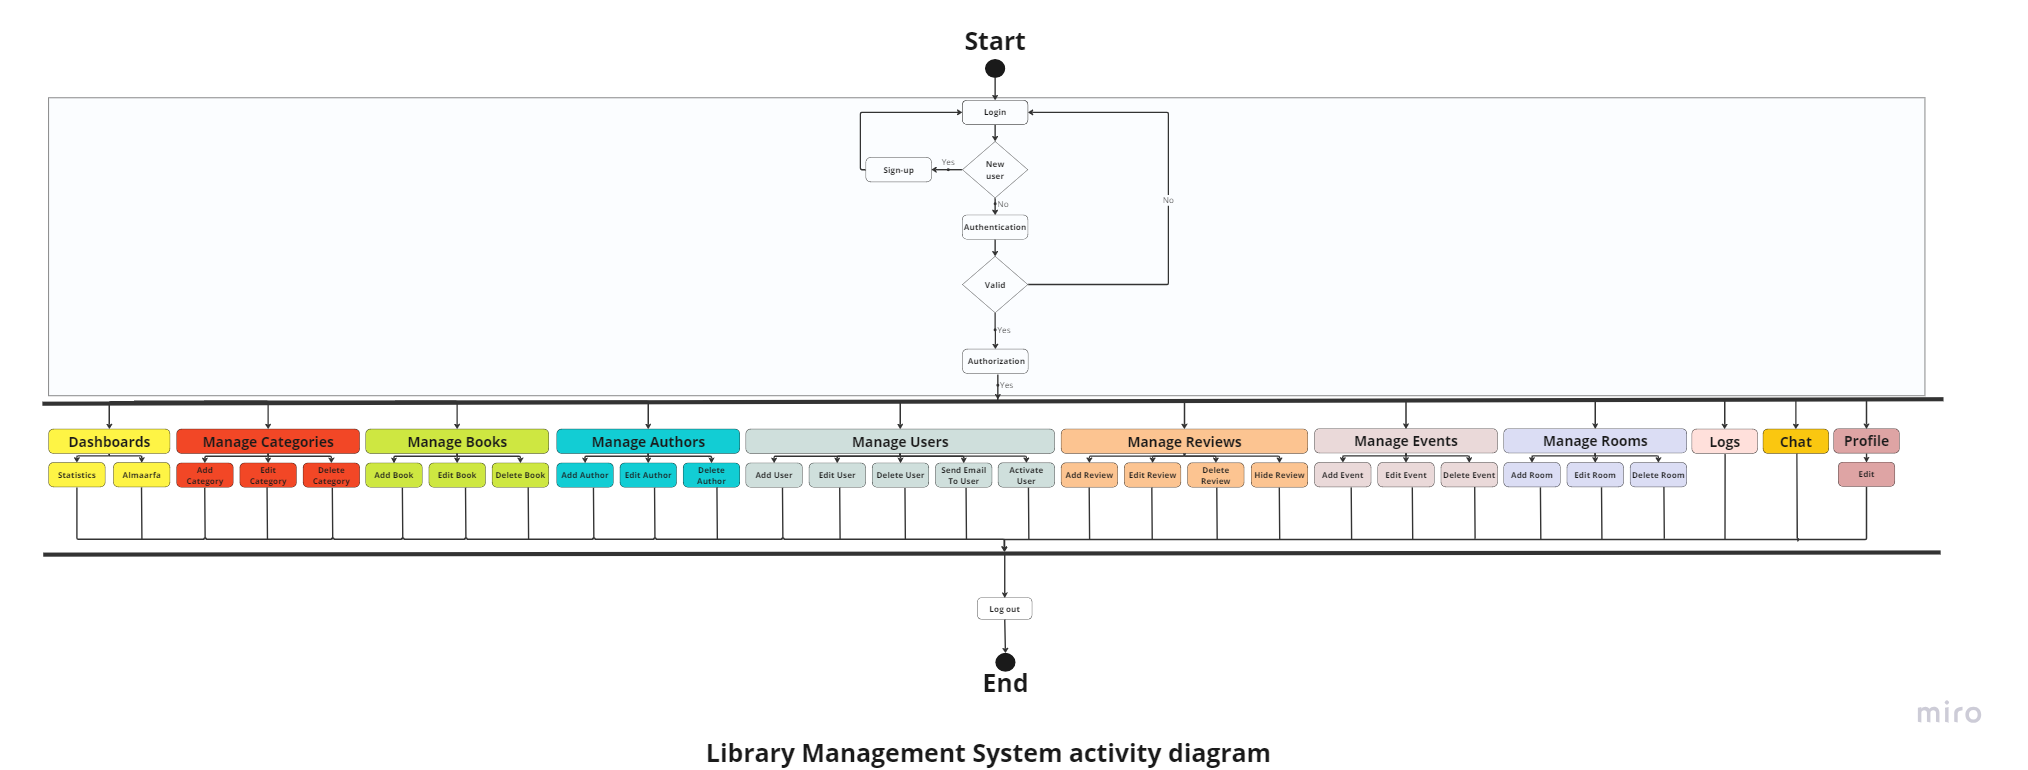 Start
Login
Yes
New
user
Sign-up
No
No
Authentication
Valid
Yes
Authorization
Yes
Dashboards
Manage Categories
Manage Books
Manage Authors
Manage Users
Manage Reviews
Manage Events
Manage Rooms
Logs
Chat
Profile
Statistics
Almaarfa
Add
Category
Edit
Category
Delete
Category
Add Book
Edit Book
Delete Book
Add Author
Edit Author
Delete
Author
Add User
Edit User
Delete User
Send Email
To User
Activate
User
Add Review
Edit Review
Delete
Review
Hide Review
Add Event
Edit Event
Delete Event
Add Room
Edit Room
Delete Room
Edit
Log out
End
miro
Library Management System activity diagram